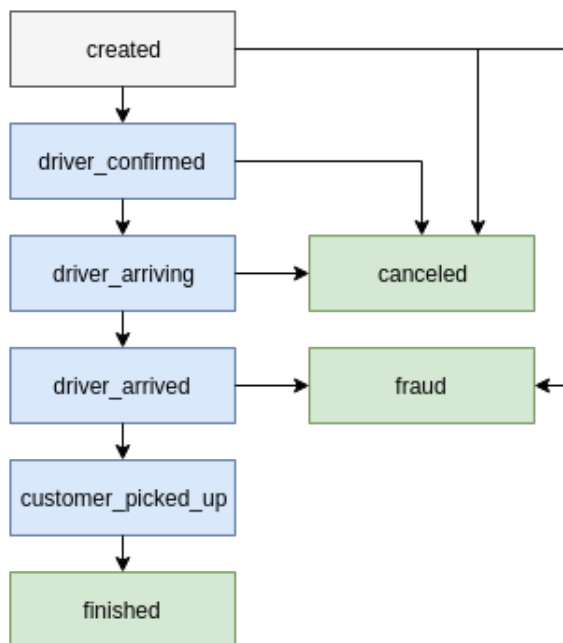 created
driver_confirmed
driver_arriving
canceled
driver_arrived
fraud
customer_picked_up
finished